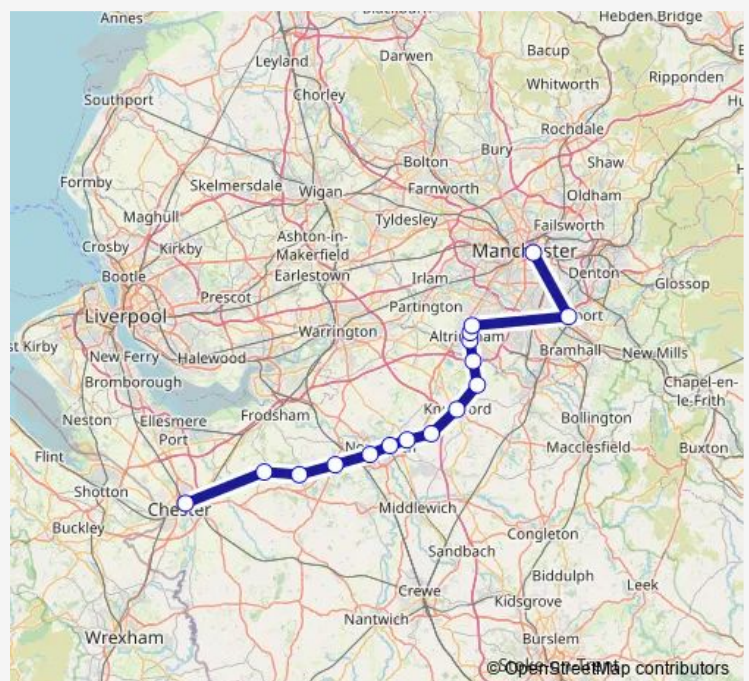 Annes
Hebden Bridge
Leyland
Darwen
Bacup
Ripponden
Whitworth
Chorley
Southport
Rochdale
Bury
Shaw
Bolton
Formby
Skelmersdale
Wigan
Farnworth
Oldham
Maghull
Tyldesley
Failsworth
Crosby
Kirkby
Ashton-in-
Makerfield
Manchester
Bootle
Earlestown
Irlam
Denton
Glossop
Prescot
Partington
Liverpool
Warrington
st Kirby
New Ferry
Halewood
Bramhall
New Mills
Bromborough
Chapel-en-
le-Frith
Neston
Ellesmere
Port
Frodsham
Bollington
Flint
Macclesfield
Buxton
Shotton
Chester
Middlewich
Buckley
Congleton
Sandbach
Biddulph
Leek
Crewe
Kidsgrove
Nantwich
Wrexham
Burslem
© OpenStreetMap contributors